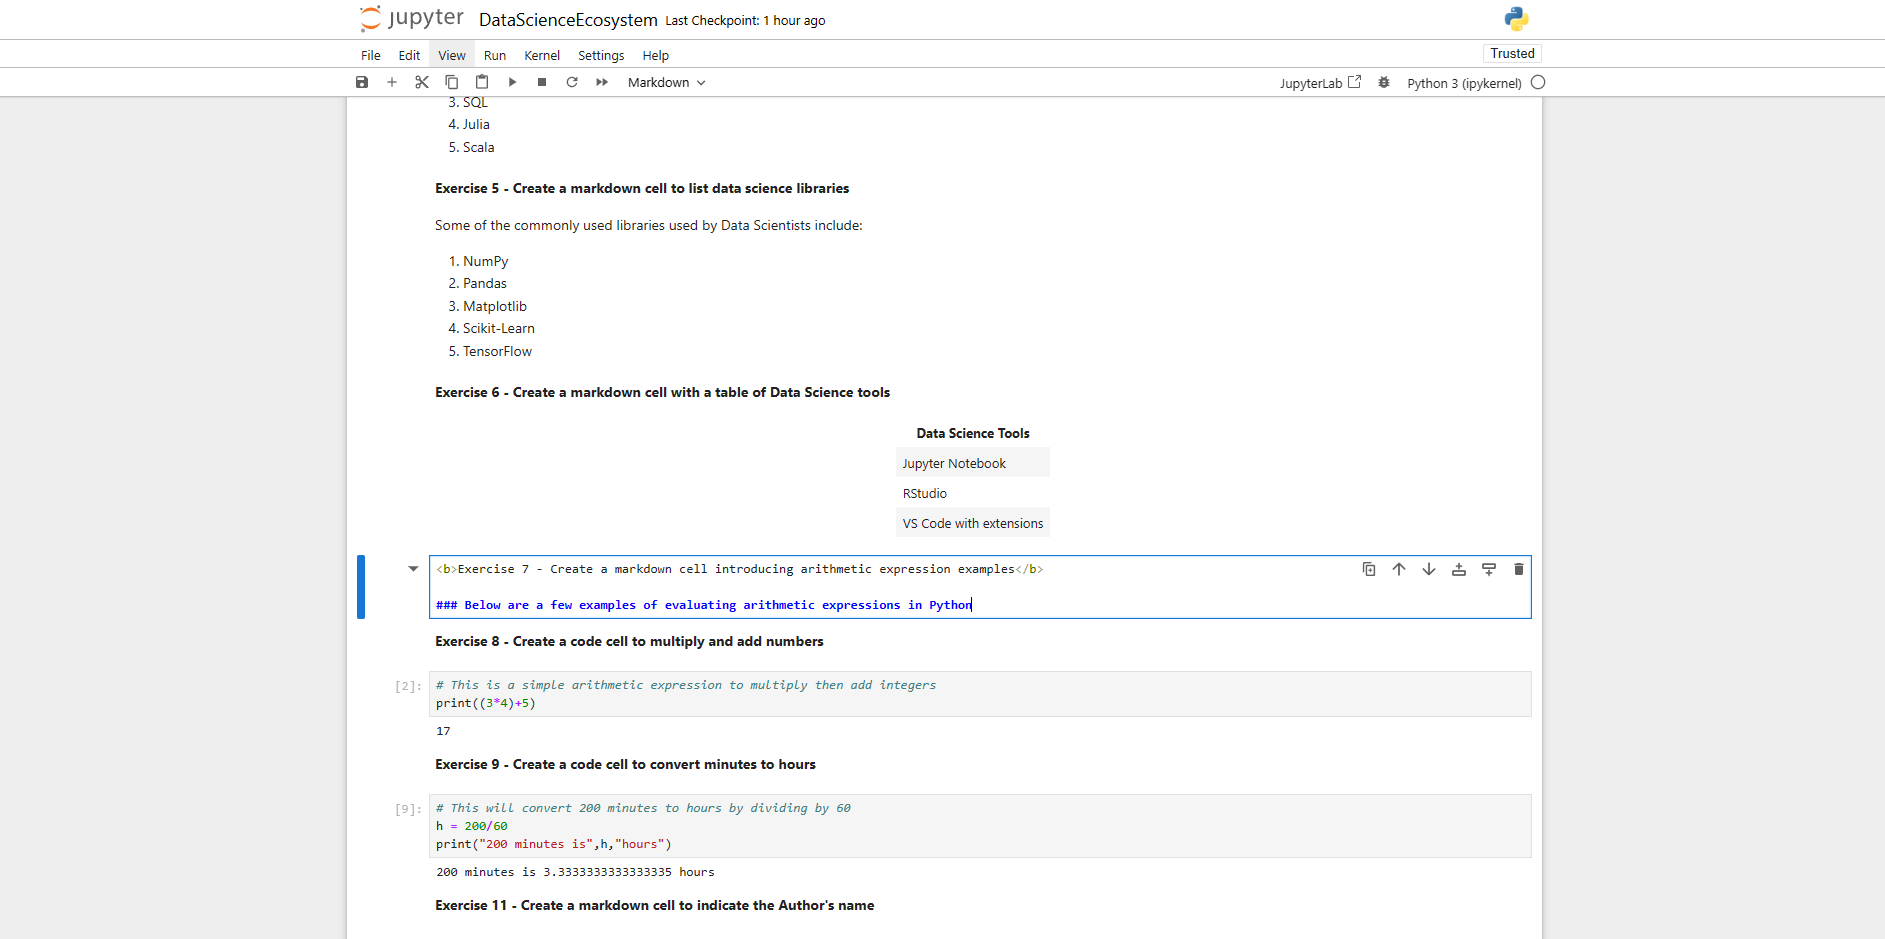 jupyter DataScienceEcosystem Last Checkpoint: 1 hour ago
File Edit View Run Kernel Settings Help Trusted
Markdown JupyterLab Python 3 (ipykernel)
3. SQL
4. Julia
5. Scala
Exercise 5 - Create a markdown cell to list data science libraries
Some of the commonly used libraries used by Data Scientists include:
1. NumPy
2. Pandas
3. Matplotlib
4. Scikit-Learn
5. TensorFlow
Exercise 6 - Create a markdown cell with a table of Data Science tools
Data Science Tools
Jupyter Notebook
RStudio
VS Code with extensions
<b>Exercise 7 - Create a markdown cell introducing arithmetic expression examples</b>
### Below are a few examples of evaluating arithmetic expressions in Python
Exercise 8 - Create a code cell to multiply and add numbers
[2]: # This is a simple arithmetic expression to multiply then add integers
print((3*4)+5)
17
Exercise 9 - Create a code cell to convert minutes to hours
[9]: # This will convert 200 minutes to hours by dividing by 60
h = 200/60
print("200 minutes is",h,"hours")
200 minutes is 3.3333333333333335 hours
Exercise 11 - Create a markdown cell to indicate the Author's name